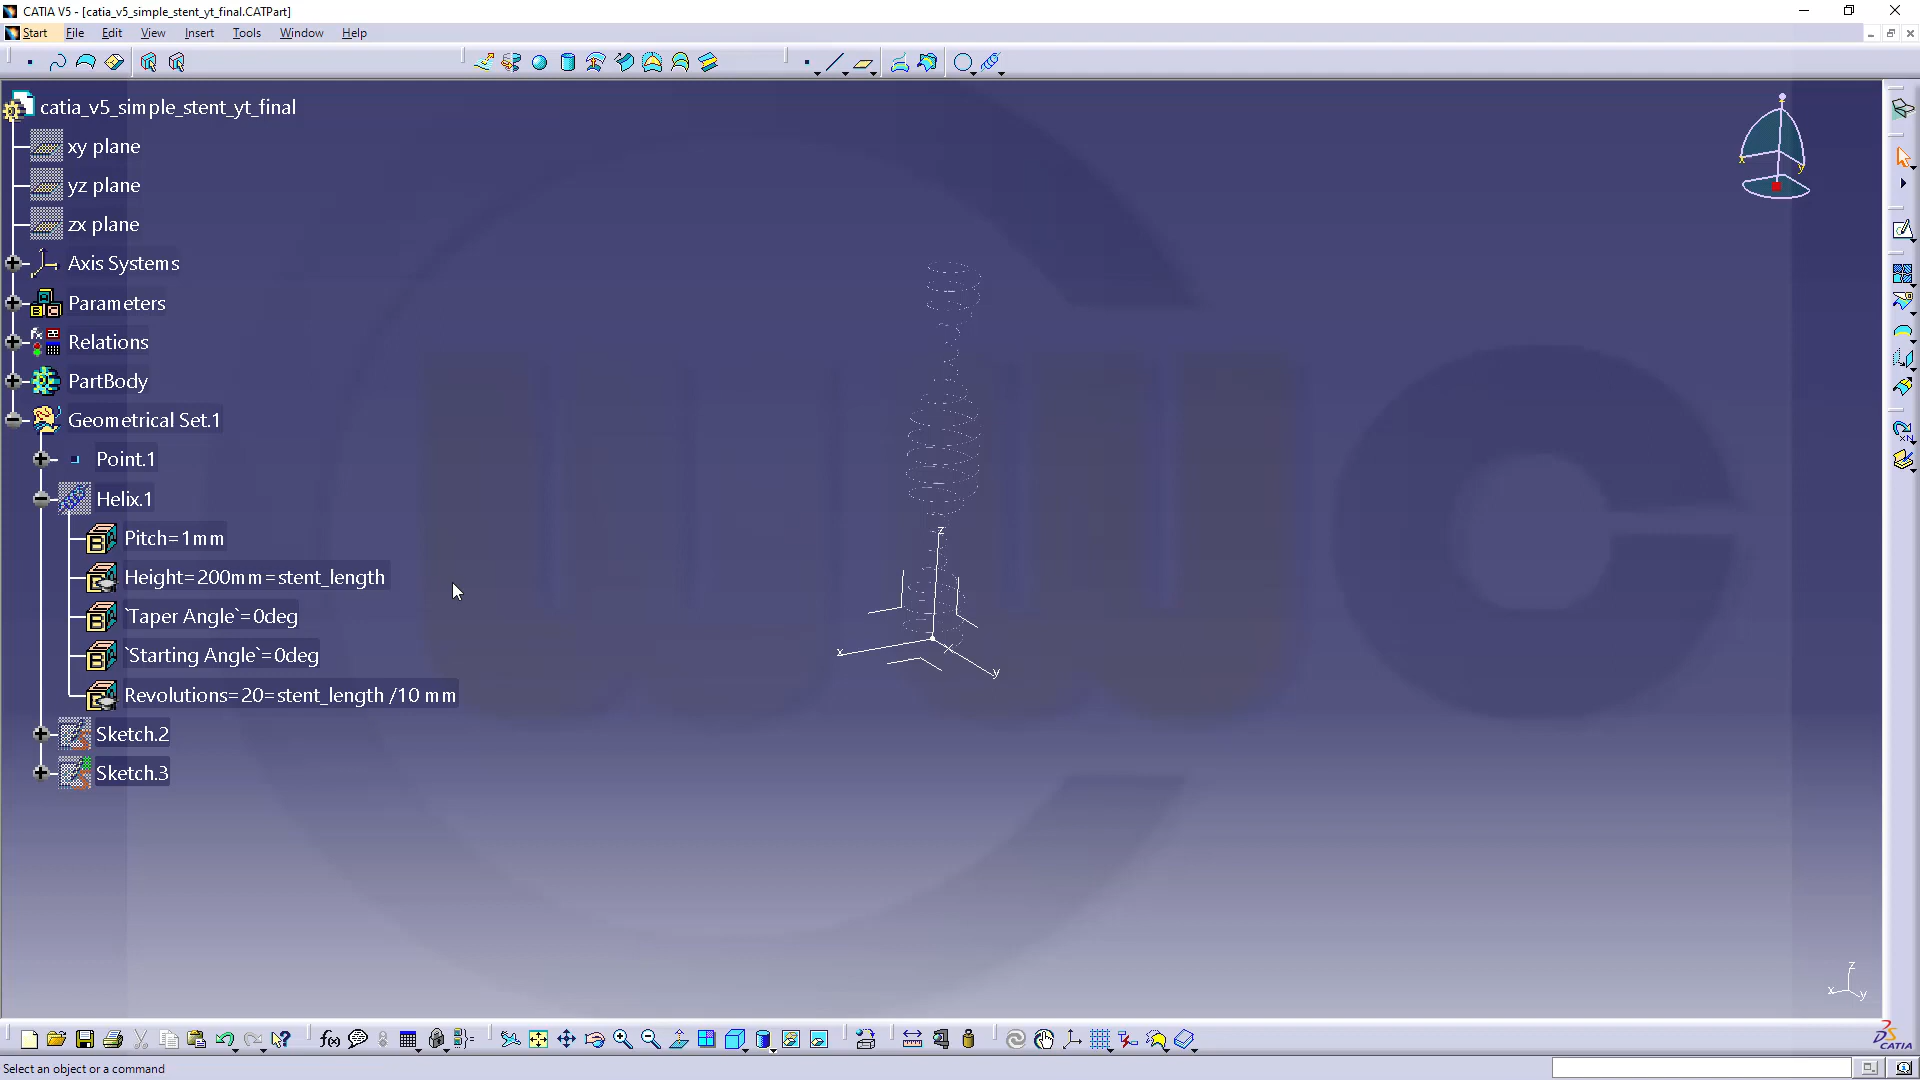 CATIA V5 - [catia_v5_simple_stent_yt_final.CATPart]
Start File Edit View Insert Tools Window Help
catia_v5_simple_stent_yt_final
xy plane
yz plane
zx plane
Axis Systems
Parameters
Relations
PartBody
Geometrical Set.1
Point.1
Helix.1
Pitch=1mm
Height=200mm=stent_length
`Taper Angle`=0deg
`Starting Angle`=0deg
Revolutions=20=stent_length /10 mm
Sketch.2
Sketch.3
x
y
z
x
y
z
x
y
CATIA
Select an object or a command